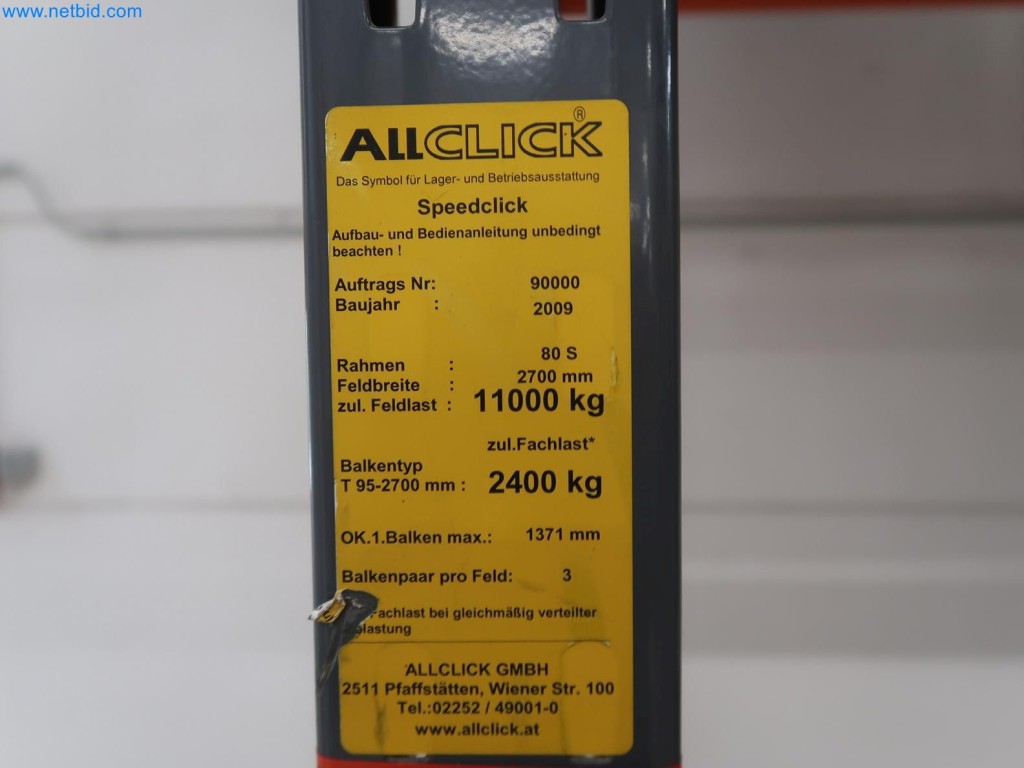 www.netbid.com
ALLCLICK®
Das Symbol für Lager- und Betriebsausstattung
Speedclick
Aufbau- und Bedienanleitung unbedingt
beachten !
Auftrags Nr: 90000
Baujahr : 2009
Rahmen : 80 S
Feldbreite : 2700 mm
zul. Feldlast : 11000 kg
zul.Fachlast*
Balkentyp
T 95-2700 mm : 2400 kg
OK.1.Balken max.: 1371 mm
Balkenpaar pro Feld: 3
Fachlast bei gleichmäßig verteilter
ALLCLICK GMBH
2511 Pfaffstätten, Wiener Str. 100
Tel.:02252 / 49001-0
www.allclick.at